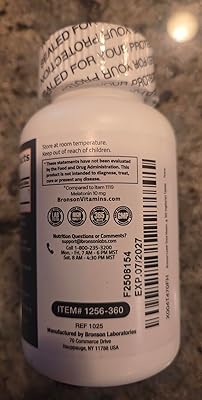 SEALED FOR YOUR PROTECTION
Store at room temperature.
Keep out of reach of children.
* These statements have not been evaluated
by the Food and Drug Administration. This
product is not intended to diagnose, treat,
cure or prevent any disease.
*Compared to Item 1119
Melatonin 10 mg
BronsonVitamins.com
GMP
Nutrition Questions or Comments?
support@bronsonlabs.com
Call 1-800-235-3200
Mon - Fri, 7 AM - 6 PM MST
Sat, 8 AM - 4:30 PM MST
ITEM# 1256-360
REF 1025
Manufactured by Bronson Laboratories
70 Commerce Drive
Hauppauge, NY 11788 USA
F2508154
EXP.07/2027